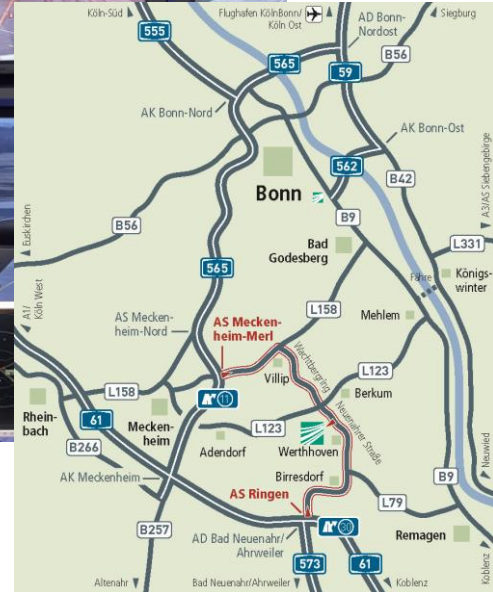 Köln-Süd
Flughafen KölnBonn/
Köln Ost
AD Bonn-
Nordost
Siegburg
555
565
59
B56
AK Bonn-Nord
AK Bonn-Ost
562
Bonn
B42
B9
A3/AS Siebengebirge
B56
Euskirchen
Bad
Godesberg
L331
565
Fähre
Königs-
winter
A1/
Köln West
L158
Mehlem
AS Mecken-
heim-Nord
AS Mecken-
heim-Merl
Wachtbergring
Villip
L123
L158
11
Berkum
Rhein-
bach
61
Mecken-
heim
L123
Neuenahrer Straße
B266
Adendorf
Werthhoven
Neuwied
AK Meckenheim
Birresdorf
B9
AS Ringen
L79
B257
30
Remagen
AD Bad Neuenahr/
Ahrweiler
573
61
Altenahr
Bad Neuenahr/Ahrweiler
Koblenz
Koblenz